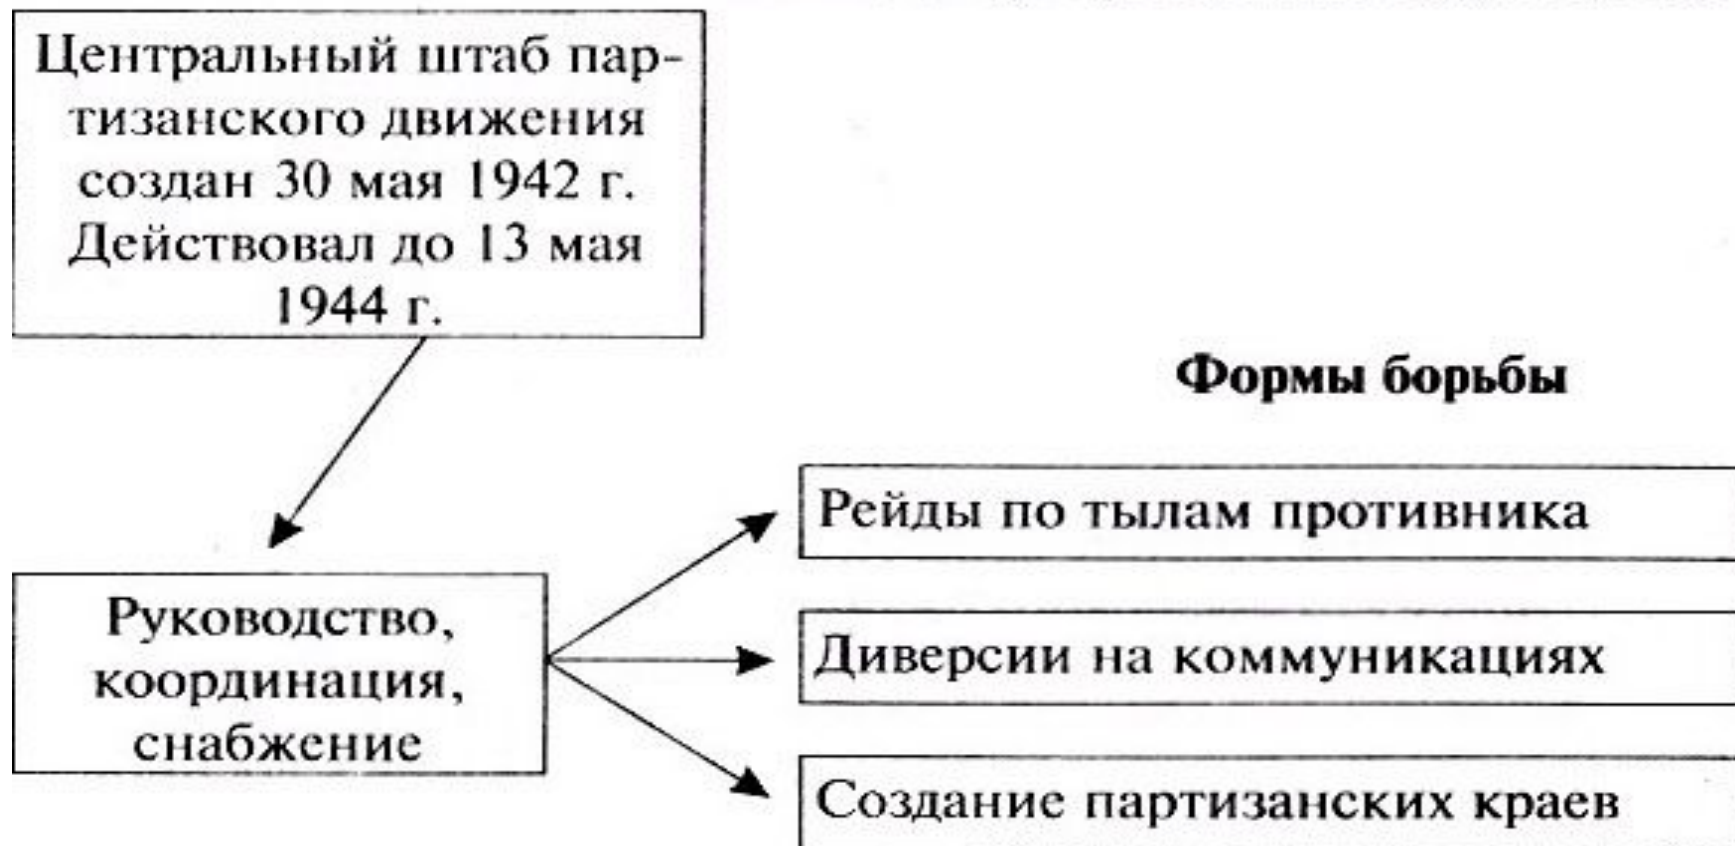 Центральный штаб пар-
тизанского движения
создан 30 мая 1942 г.
Действовал до 13 мая
1944 г.
Формы борьбы
Рейды по тылам противника
Руководство,
координация,
снабжение
Диверсии на коммуникациях
Создание партизанских краев